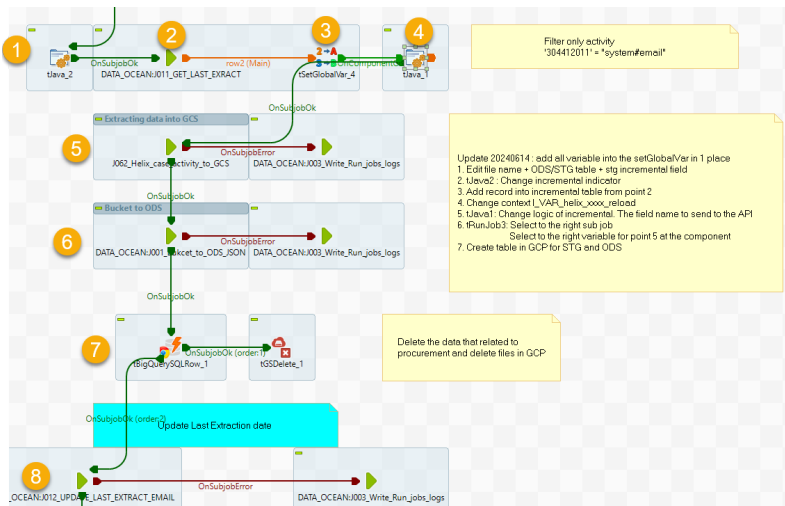 1
2
3
4
Filter only activity
'304412011' = "system#email"
OnSubjobOk
row2 (Main)
OnComponentOk
tJava_2
DATA_OCEAN:J011_GET_LAST_EXRACT
tSetGlobalVar_4
tJava_1
OnSubjobOk
Extracting data into GCS
5
OnSubjobError
J062_Helix_case_activity_to_GCS
DATA_OCEAN:J003_Write_Run_jobs_logs
Update 20240614 : add all variable into the setGlobalVar in 1 place
1. Edit file name + ODS/STG table + stg incremental field
2. tJava2 : Change incremental indicator
3. Add record into incremental table from point 2
4. Change context l_VAR_helix_xxxx_reload
5. tJava1: Change logic of incremental. The field name to send to the API
6. tRunJob3: Select to the right sub job
Select to the right variable for point 5 at the component
7. Create table in GCP for STG and ODS
OnSubjobOk
Bucket to ODS
6
OnSubjobError
DATA_OCEAN:J001_Bukcet_to_ODS_JSON
DATA_OCEAN:J003_Write_Run_jobs_logs
OnSubjobOk
7
OnSubjobOk (order:1)
tBigQuerySQLRow_1
tGSDelete_1
Delete the data that related to
procurement and delete files in GCP
OnSubjobOk (order:2)
Update Last Extraction date
8
OnSubjobError
_OCEAN:J012_UPDATE_LAST_EXTRACT_EMAIL
DATA_OCEAN:J003_Write_Run_jobs_logs